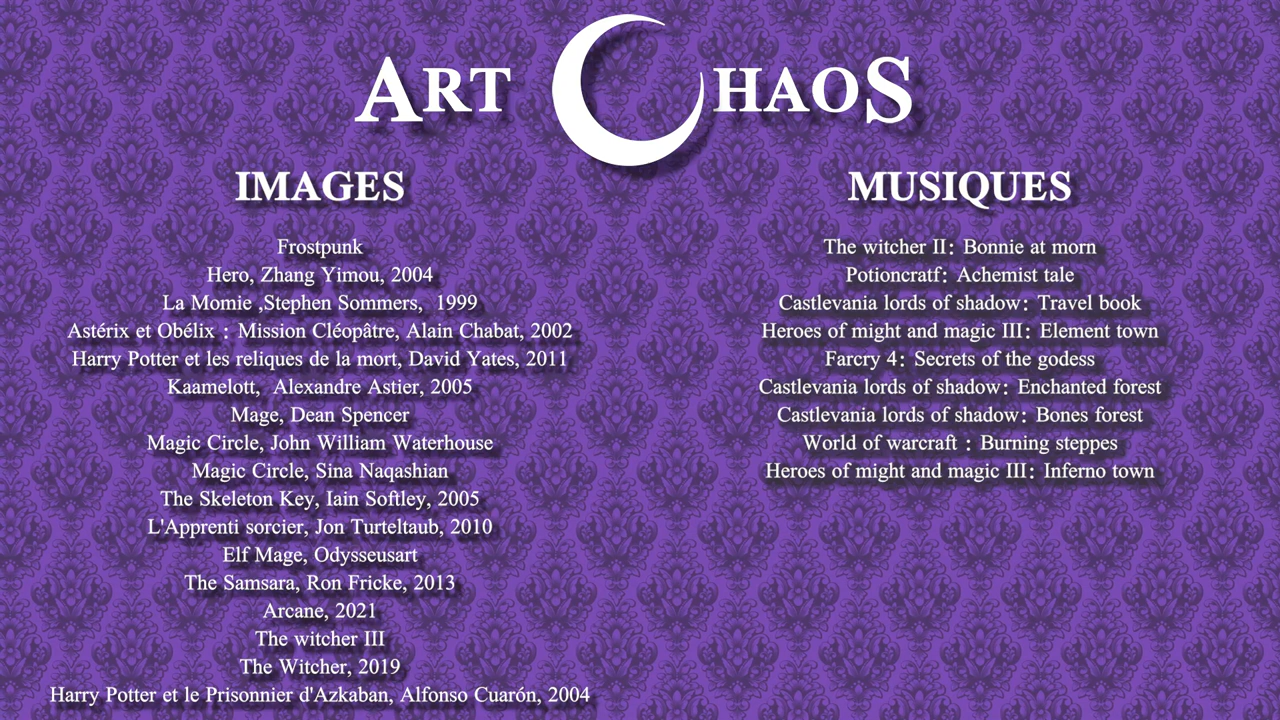 ART CHAOS
IMAGES
Frostpunk
Hero, Zhang Yimou, 2004
La Momie ,Stephen Sommers,  1999
Astérix et Obélix : Mission Cléopâtre, Alain Chabat, 2002
Harry Potter et les reliques de la mort, David Yates, 2011
Kaamelott,  Alexandre Astier, 2005
Mage, Dean Spencer
Magic Circle, John William Waterhouse
Magic Circle, Sina Naqashian
The Skeleton Key, Iain Softley, 2005
L'Apprenti sorcier, Jon Turteltaub, 2010
Elf Mage, Odysseusart
The Samsara, Ron Fricke, 2013
Arcane, 2021
The witcher III
The Witcher, 2019
Harry Potter et le Prisonnier d'Azkaban, Alfonso Cuarón, 2004
MUSIQUES
The witcher II: Bonnie at morn
Potioncratf: Achemist tale
Castlevania lords of shadow: Travel book
Heroes of might and magic III: Element town
Farcry 4: Secrets of the godess
Castlevania lords of shadow: Enchanted forest
Castlevania lords of shadow: Bones forest
World of warcraft : Burning steppes
Heroes of might and magic III: Inferno town